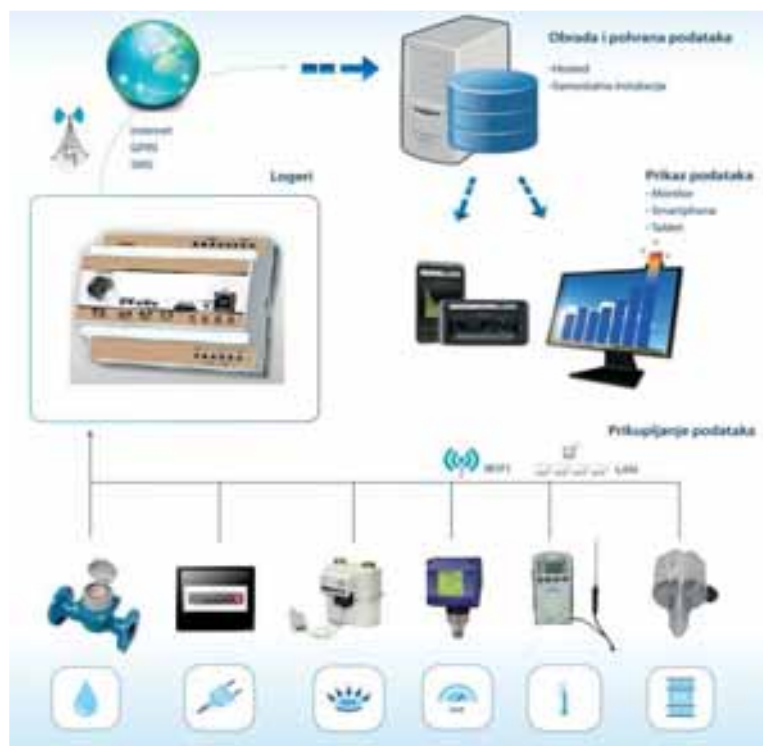 Obrada i pohrana podataka
-Hosted
-Samostalna instalacija
Internet
GPRS
SMS
Logeri
Prikaz podataka
- Monitor
- Smartphone
- Tablet
Prikupljanje podataka
WIFI
LAN